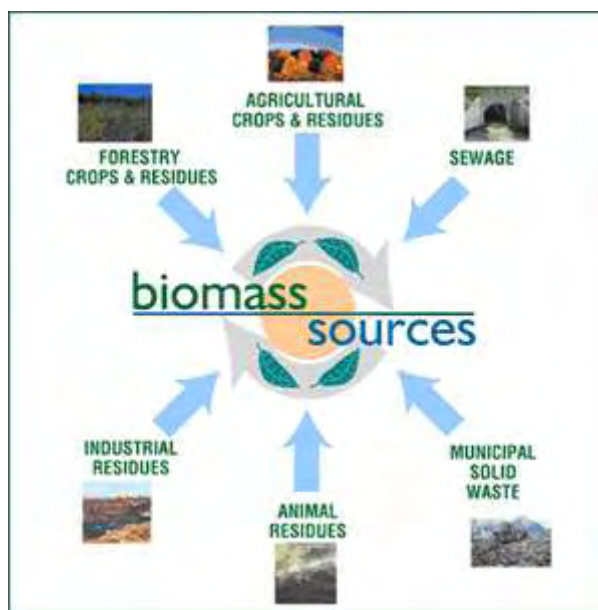 AGRICULTURAL
CROPS & RESIDUES
FORESTRY
CROPS & RESIDUES
SEWAGE
biomass
sources
INDUSTRIAL
RESIDUES
ANIMAL
RESIDUES
MUNICIPAL
SOLID
WASTE